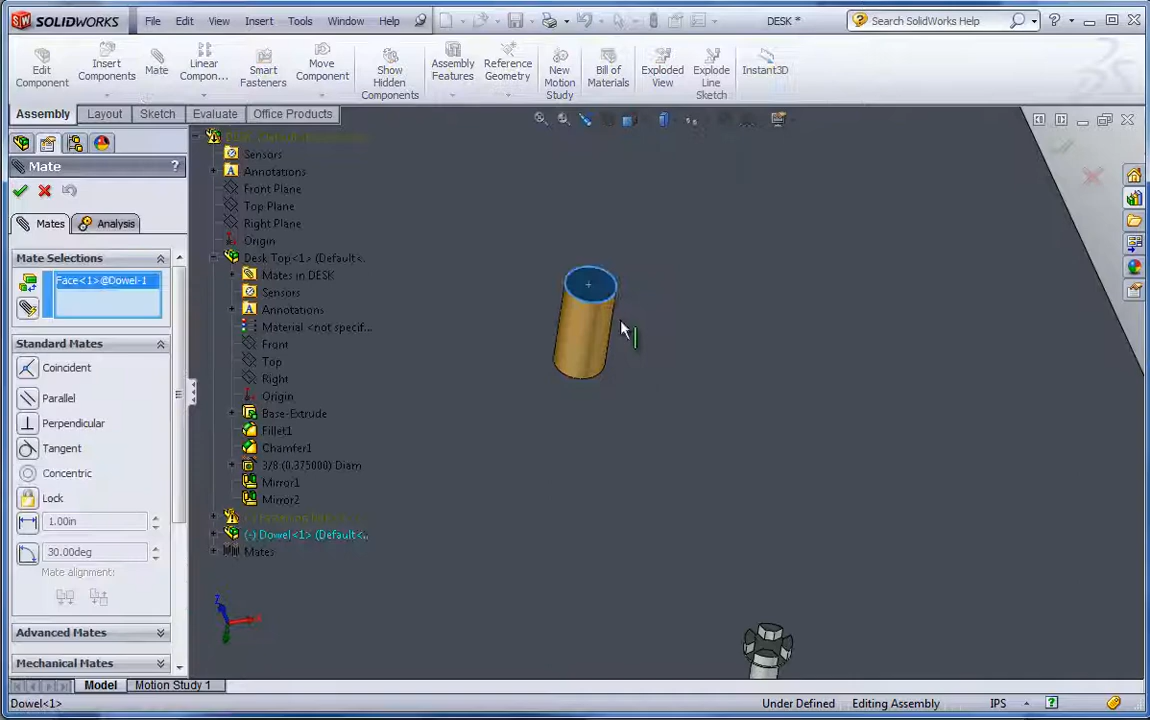 SOLIDWORKS File Edit View Insert Tools Window Help DESK * SolidWorks Help
Edit Component
Insert Components
Mate
Linear Compon...
Smart Fasteners
Move Component
Show Hidden Components
Assembly Features
Reference Geometry
New Motion Study
Bill of Materials
Exploded View
Explode Line Sketch
Instant3D
Assembly Layout Sketch Evaluate Office Products
Mate ?
Mates Analysis
Mate Selections
Face<1>@Dowel-1
Standard Mates
Coincident
Parallel
Perpendicular
Tangent
Concentric
Lock
1.00in
30.00deg
Mate alignment:
Advanced Mates
Mechanical Mates
Sensors
Annotations
Front Plane
Top Plane
Right Plane
Origin
Desk Top<1> (Default<.
Mates in DESK
Sensors
Annotations
Material <not specif...
Front
Top
Right
Origin
Base-Extrude
Fillet1
Chamfer1
3/8 (0.375000) Diam
Mirror1
Mirror2
(-) Dowel<1> (Default<..
Mates
Z
Model Motion Study 1
Dowel<1> Under Defined Editing Assembly IPS ?